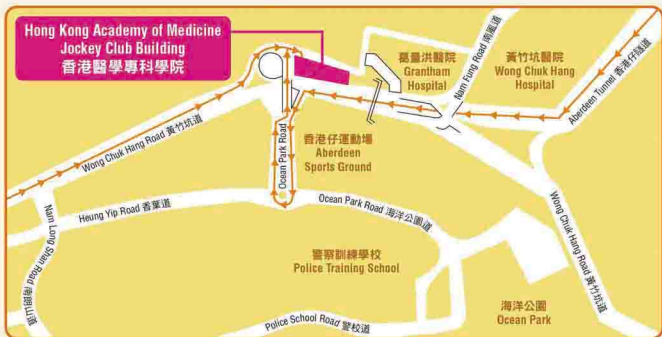 Hong Kong Academy of Medicine
Jockey Club Building
香港醫學專科學院
葛量洪醫院
Grantham
Hospital
Nam Fung Road 南風道
黃竹坑醫院
Wong Chuk Hang
Hospital
Aberdeen Tunnel 香港仔隧道
Wong Chuk Hang Road 黃竹坑道
Ocean Park Road
香港仔運動場
Aberdeen
Sports Ground
Heung Yip Road 香葉道
Ocean Park Road 海洋公園道
Nam Long Shan Road 南朗山道
Wong Chuk Hang Road 黃竹坑道
警察訓練學校
Police Training School
海洋公園
Ocean Park
Police School Road 警校道